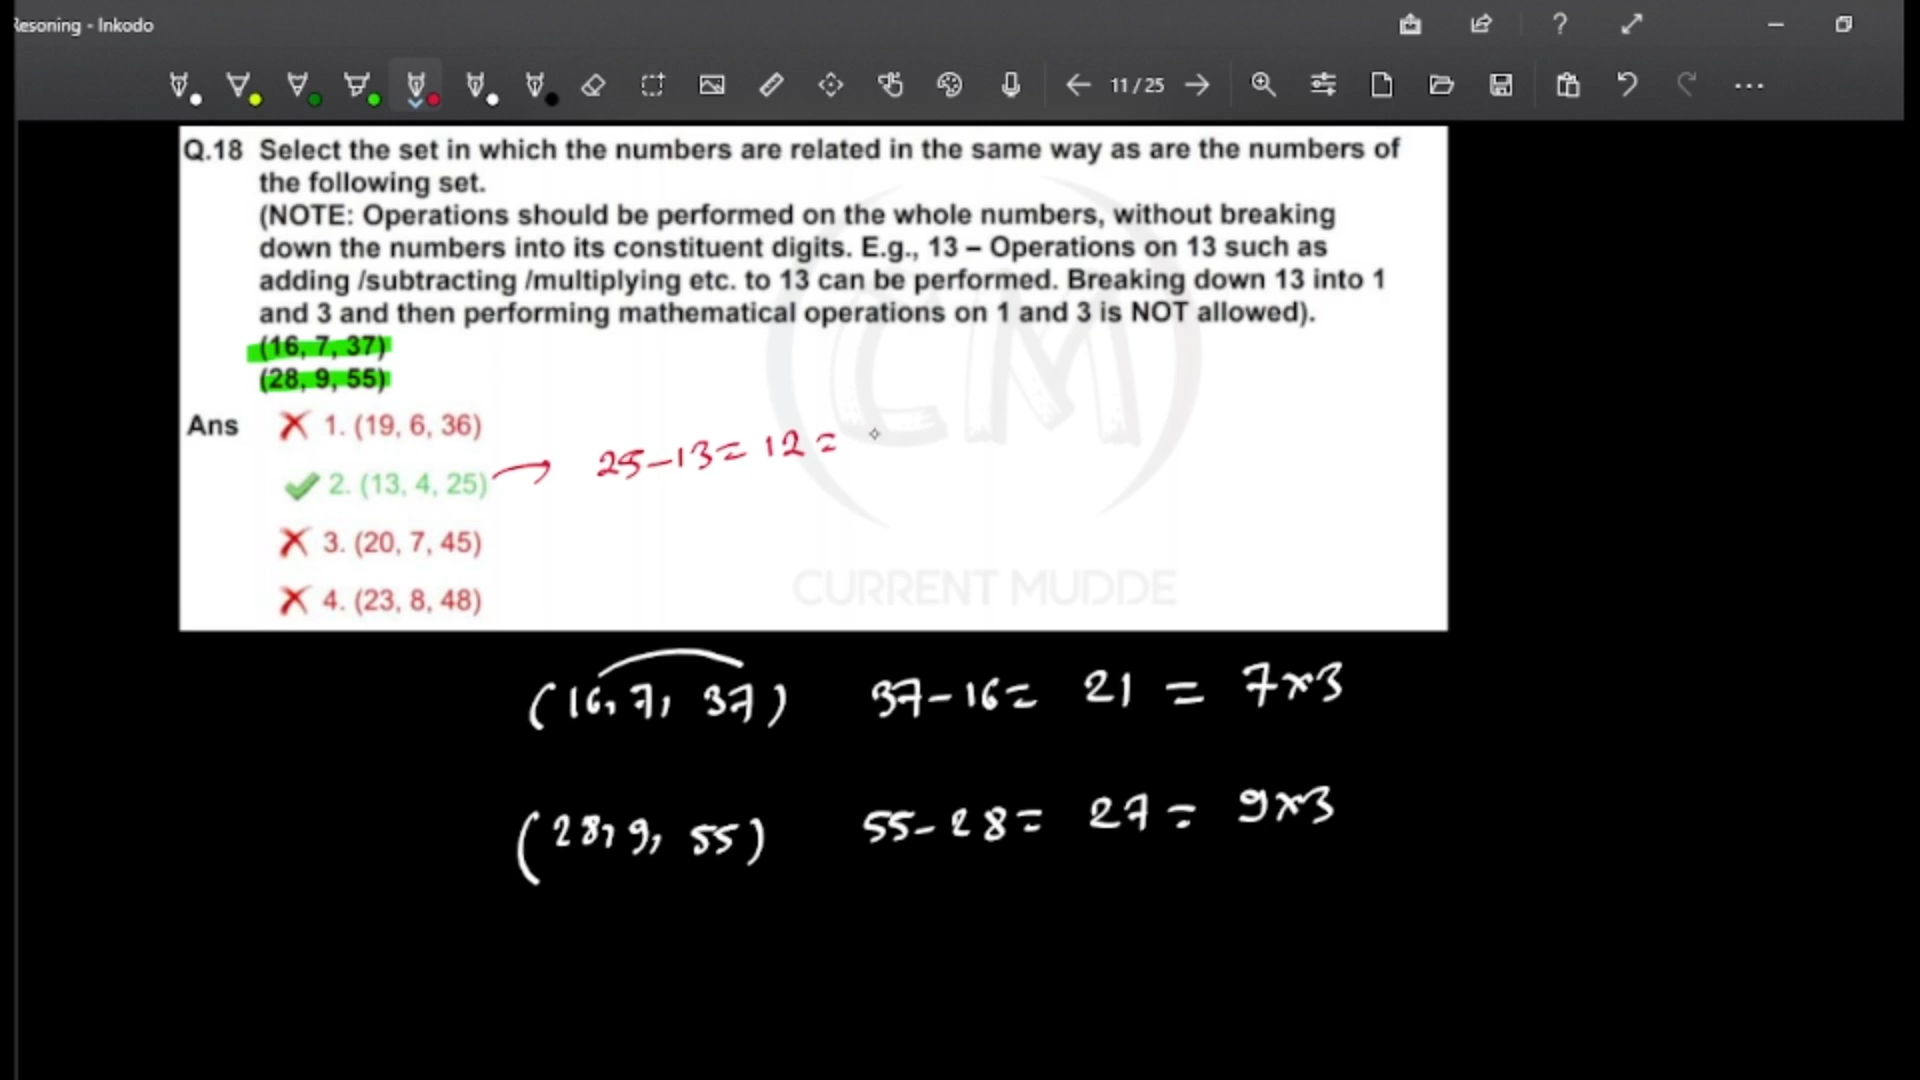 Resoning - Inkodo
11/25
Q.18 Select the set in which the numbers are related in the same way as are the numbers of
the following set.
(NOTE: Operations should be performed on the whole numbers, without breaking
down the numbers into its constituent digits. E.g., 13 – Operations on 13 such as
adding /subtracting /multiplying etc. to 13 can be performed. Breaking down 13 into 1
and 3 and then performing mathematical operations on 1 and 3 is NOT allowed).
(16, 7, 37)
(28, 9, 55)
Ans 1. (19, 6, 36)
25-13= 12=
2. (13, 4, 25)
3. (20, 7, 45)
4. (23, 8, 48)
CM
CURRENT MUDDE
(16, 7, 37) 37-16= 21 = 7x3
(28, 9, 55) 55-28= 27= 9x3